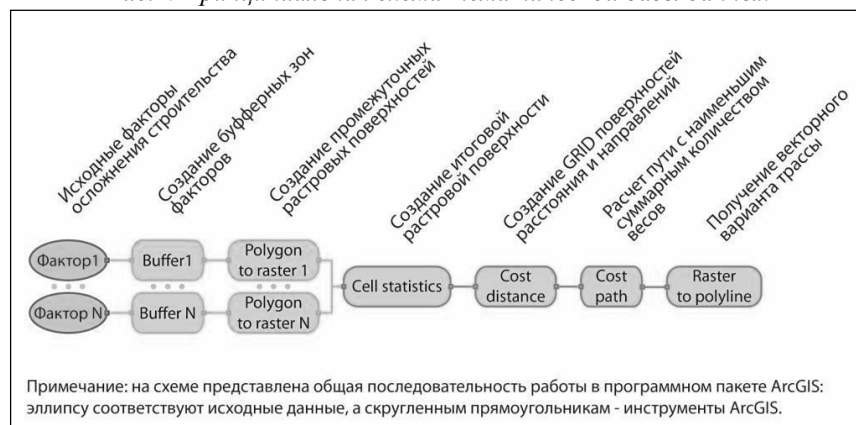 Исходные факторы
осложнения строительства
Создание буферных зон
факторов
Создание промежуточных
растровых поверхностей
Создание итоговой
растровой поверхности
Создание GRID поверхностей
расстояния и направлений
Расчет пути с наименьшим
суммарным количеством
весов
Получение векторного
варианта трассы
Фактор1
Buffer1
Polygon
to raster 1
Фактор N
Buffer N
Polygon
to raster N
Cell statistics
Cost
distance
Cost
path
Raster
to polyline
Примечание: на схеме представлена общая последовательность работы в программном пакете ArcGIS:
эллипсу соответствуют исходные данные, а скругленным прямоугольникам - инструменты ArcGIS.